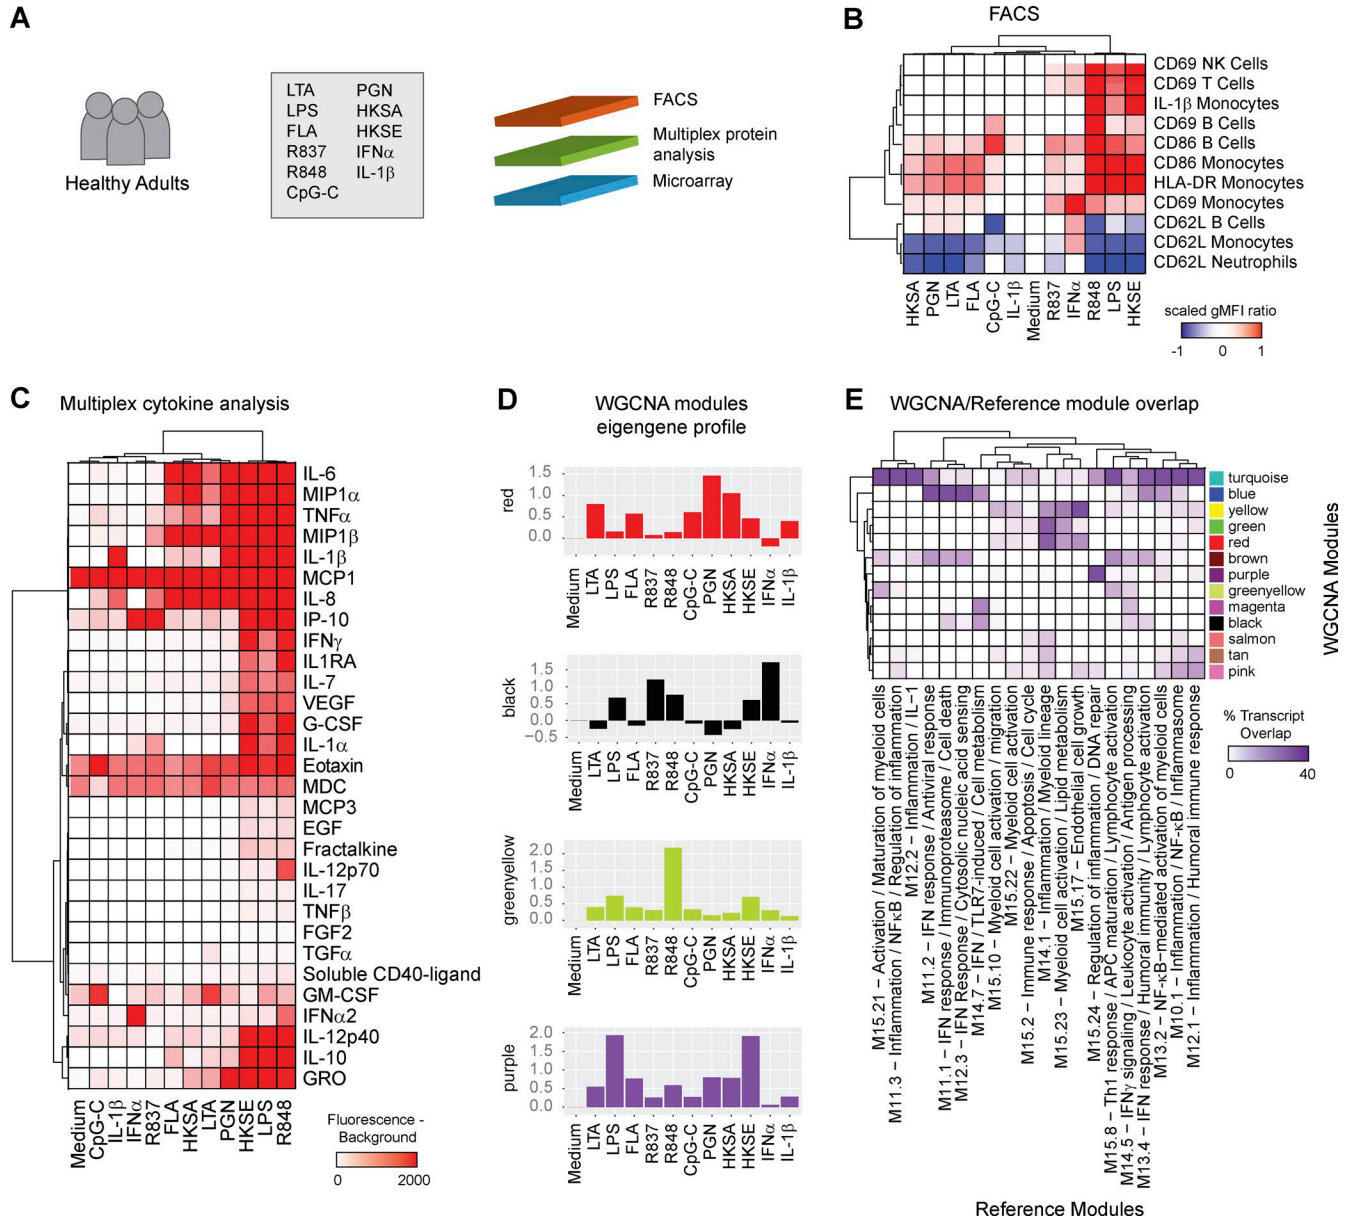 A
Healthy Adults
LTA PGN
LPS HKSA
FLA HKSE
R837 IFNα
R848 IL-1β
CpG-C
FACS
Multiplex protein
analysis
Microarray
B
FACS
CD69 NK Cells
CD69 T Cells
IL-1β Monocytes
CD69 B Cells
CD86 B Cells
CD86 Monocytes
HLA-DR Monocytes
CD69 Monocytes
CD62L B Cells
CD62L Monocytes
CD62L Neutrophils
HKSA
PGN
LTA
FLA
CpG-C
IL-1β
Medium
R837
IFNα
R848
LPS
HKSE
scaled gMFI ratio
-1 0 1
C
Multiplex cytokine analysis
IL-6
MIP1α
TNFα
MIP1β
IL-1β
MCP1
IL-8
IP-10
IFNγ
IL1RA
IL-7
VEGF
G-CSF
IL-1α
Eotaxin
MDC
MCP3
EGF
Fractalkine
IL-12p70
IL-17
TNFβ
FGF2
TGFα
Soluble CD40-ligand
GM-CSF
IFNα2
IL-12p40
IL-10
GRO
Medium
CpG-C
IL-1β
IFNα
R837
FLA
HKSA
LTA
PGN
HKSE
LPS
R848
Fluorescence -
Background
0 2000
D
WGCNA modules
eigengene profile
red
1.5
1.0
0.5
0.0
Medium
LTA
LPS
FLA
R837
R848
CpG-C
PGN
HKSA
HKSE
IFNα
IL-1β
black
1.5
1.0
0.5
0.0
−0.5
Medium
LTA
LPS
FLA
R837
R848
CpG-C
PGN
HKSA
HKSE
IFNα
IL-1β
greenyellow
2.0
1.5
1.0
0.5
0.0
Medium
LTA
LPS
FLA
R837
R848
CpG-C
PGN
HKSA
HKSE
IFNα
IL-1β
purple
2.0
1.5
1.0
0.5
0.0
Medium
LTA
LPS
FLA
R837
R848
CpG-C
PGN
HKSA
HKSE
IFNα
IL-1β
E
WGCNA/Reference module overlap
turquoise
blue
yellow
green
red
brown
purple
greenyellow
magenta
black
salmon
tan
pink
WGCNA Modules
% Transcript
Overlap
0 40
M15.21 − Activation / Maturation of myeloid cells
M11.3 − Inflammation / NF-κB / Regulation of inflammation
M12.2 − Inflammation / IL−1
M11.2 − IFN response / Antiviral response
M11.1 − IFN response / Immunoproteasome / Cell death
M12.3 − IFN Response / Cytosolic nucleic acid sensing
M14.7 − IFN / TLR7-induced / Cell metabolism
M15.10 − Myeloid cell activation / migration
M15.22 − Myeloid cell activation
M15.2 − Immune response / Apoptosis / Cell cycle
M14.1 − Inflammation / Myeloid lineage
M15.23 − Myeloid cell activation / Lipid metabolism
M15.17 − Endothelial cell growth
M15.24 − Regulation of inflammation / DNA repair
M15.8 − Th1 response / APC maturation / Lymphocyte activation
M14.5 − IFNγ signaling / Leukocyte activation / Antigen processing
M13.4 − IFN response / Humoral immunity / Lymphocyte activation
M13.2 − NF-κB−mediated activation of myeloid cells
M10.1 − Inflammation / NF-κB / Inflammasome
M12.1 − Inflammation / Humoral immune response
Reference Modules